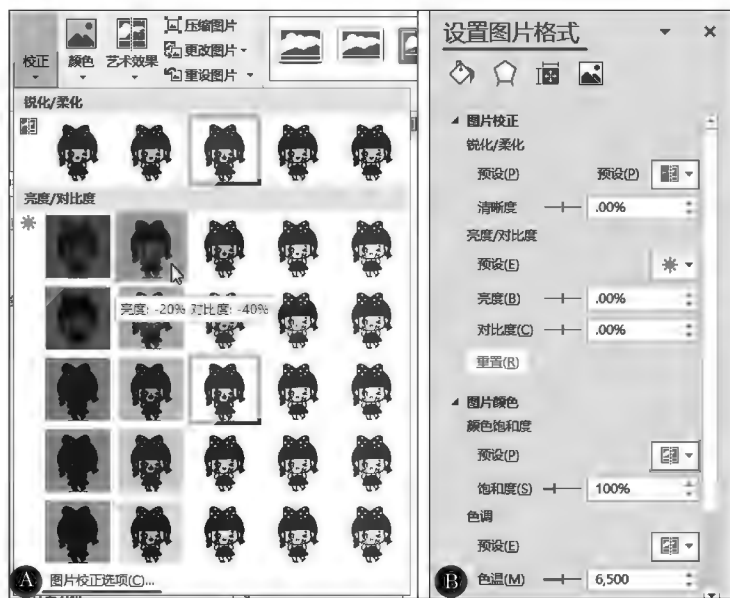 校正
颜色
艺术效果
压缩图片
更改图片
重设图片
锐化/柔化
亮度/对比度
亮度: -20% 对比度: -40%
图片校正选项(C)...
A
设置图片格式
图片校正
锐化/柔化
预设(P) 预设(P)
清晰度 .00%
亮度/对比度
预设(E)
亮度(B) .00%
对比度(C) .00%
重置(R)
图片颜色
颜色饱和度
预设(P)
饱和度(S) 100%
色调
预设(E)
色温(M) 6,500
B